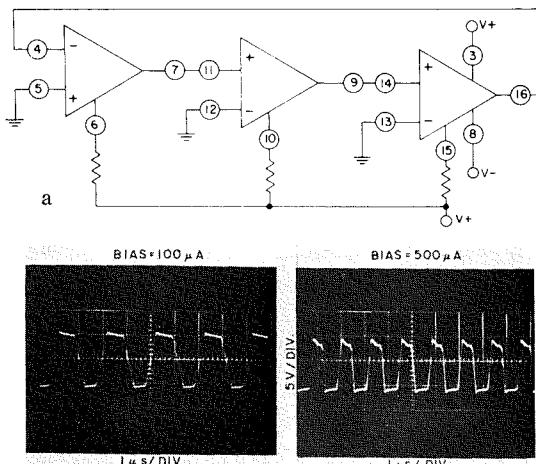 V+
4
-
5
+
7
11
+
12
-
9
14
+
13
-
3
16
8
6
10
15
V-
a
V+
BIAS=100 μA
BIAS=500 μA
5 V/DIV.
1 μs/DIV